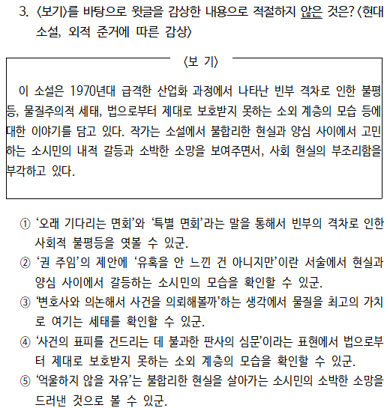 3. <보기>를 바탕으로 윗글을 감상한 내용으로 적절하지 않은 것은?<현대
소설, 외적 준거에 따른 감상>
<보 기>
이 소설은 1970년대 급격한 산업화 과정에서 나타난 빈부 격차로 인한 불평
등, 물질주의적 세태, 법으로부터 제대로 보호받지 못하는 소외 계층의 모습 등에
대한 이야기를 담고 있다. 작가는 소설에서 불합리한 현실과 양심 사이에서 고민
하는 소시민의 내적 갈등과 소박한 소망을 보여주면서, 사회 현실의 부조리함을
부각하고 있다.
① ‘오래 기다리는 면회’와 ‘특별 면회’라는 말을 통해서 빈부의 격차로 인한
사회적 불평등을 엿볼 수 있군.
② ‘권 주임’의 제안에 ‘유혹을 안 느낀 건 아니지만’이란 서술에서 현실과
양심 사이에서 갈등하는 소시민의 모습을 확인할 수 있군.
③ ‘변호사와 의논해서 사건을 의뢰해볼까’하는 생각에서 물질을 최고의 가치
로 여기는 세태를 확인할 수 있군.
④ ‘사건의 표피를 건드리는 데 불과한 판사의 심문’이라는 표현에서 법으로부
터 제대로 보호받지 못하는 소외 계층의 모습을 확인할 수 있군.
⑤ ‘억울하지 않을 자유’는 불합리한 현실을 살아가는 소시민의 소박한 소망을
드러낸 것으로 볼 수 있군.